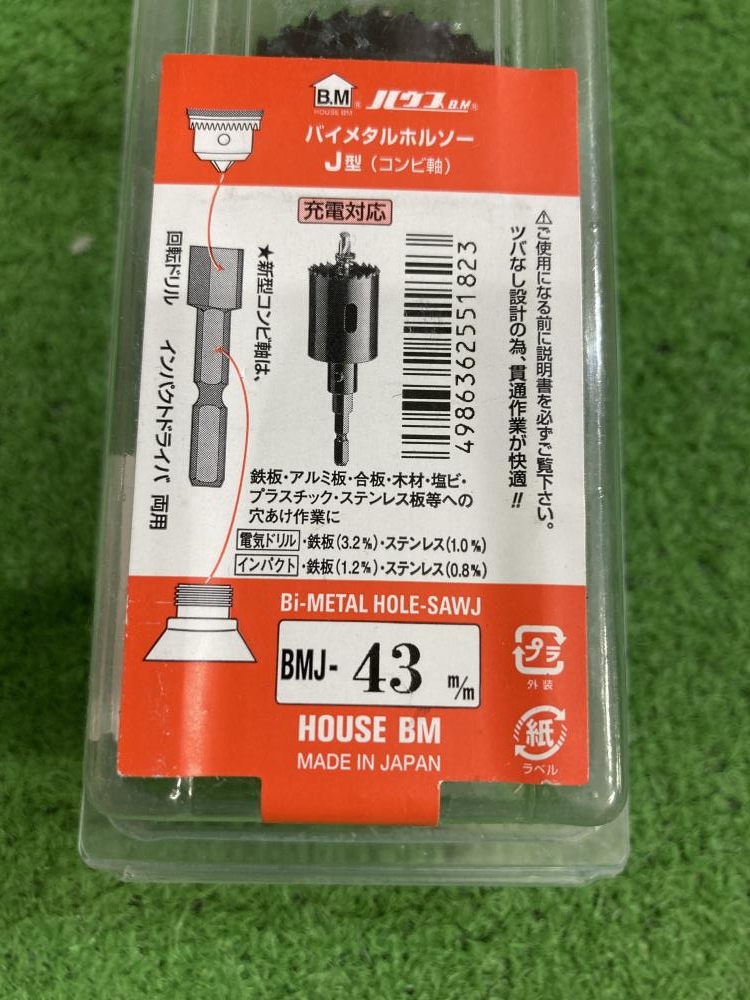 B.M® ハウスB.M®
HOUSE BM
バイメタルホルソー
J型(コンビ軸)
充電対応
⚠ご使用になる前に説明書を必ずご覧下さい。
ツバなし設計の為、貫通作業が快適!!
4986362551823
★新型コンビ軸は、
回転ドリル インパクトドライバ 両用
鉄板・アルミ板・合板・木材・塩ビ・
プラスチック・ステンレス板等への
穴あけ作業に
電気ドリル・鉄板(3.2㎜)・ステンレス(1.0㎜)
インパクト・鉄板(1.2㎜)・ステンレス(0.8㎜)
Bi-METAL HOLE-SAWJ
BMJ- 43 m/m
プラ
外装
HOUSE BM
紙
ラベル
MADE IN JAPAN